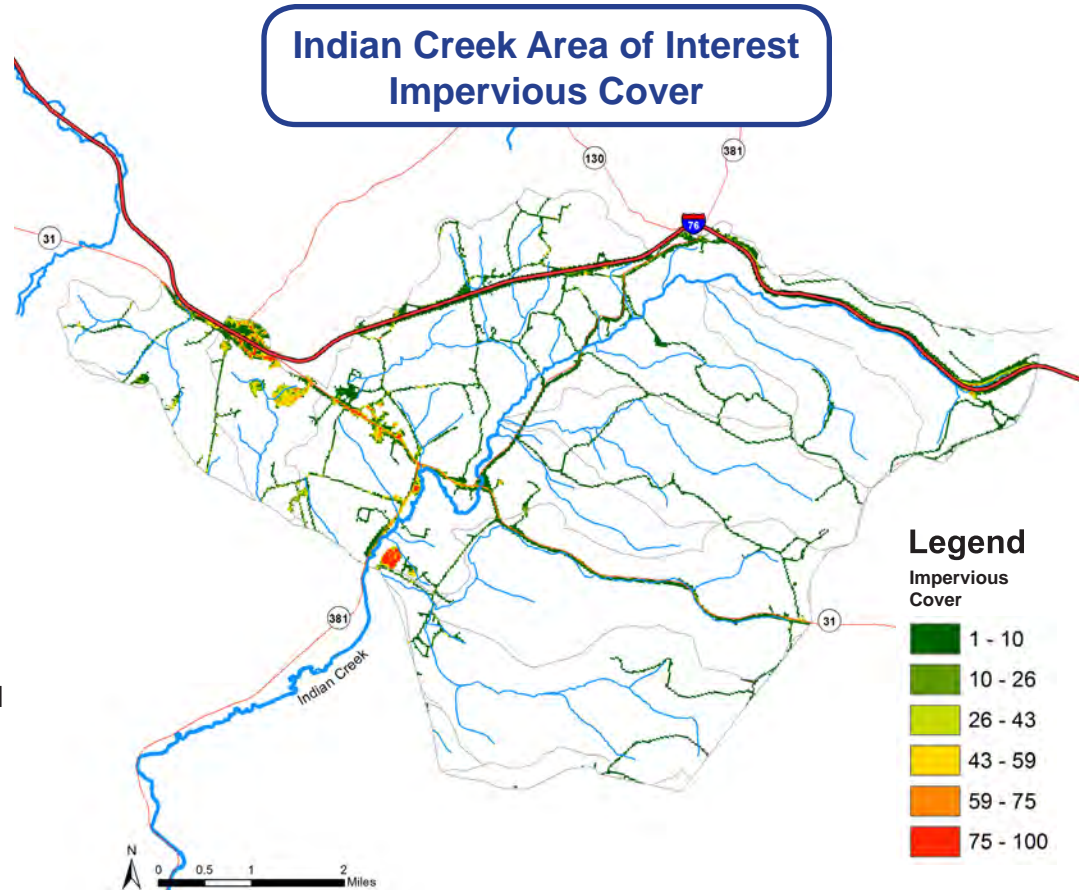 Indian Creek Area of Interest
Impervious Cover
130
381
76
31
Legend
Impervious
Cover
1 - 10
10 - 26
26 - 43
43 - 59
59 - 75
75 - 100
381
31
Indian Creek
N
0 0.5 1 2
Miles